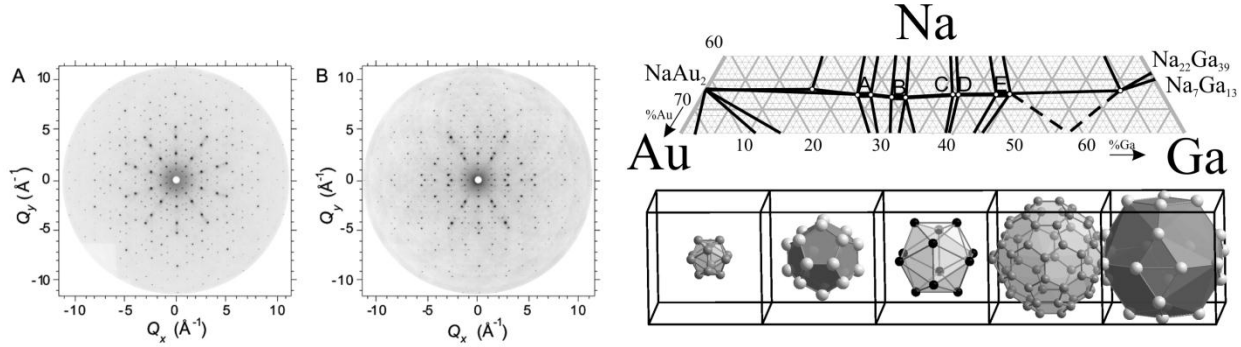 A
10
5
0
-5
-10
Q_y (Å⁻¹)
-10 -5 0 5 10
Q_x (Å⁻¹)
B
10
5
0
-5
-10
Q_y (Å⁻¹)
-10 -5 0 5 10
Q_x (Å⁻¹)
Na
60
NaAu₂
70
%Au
A B C D E
Na₂₂Ga₃₉
Na₇Ga₁₃
10 20 30 40 50 60
%Ga
Au
Ga